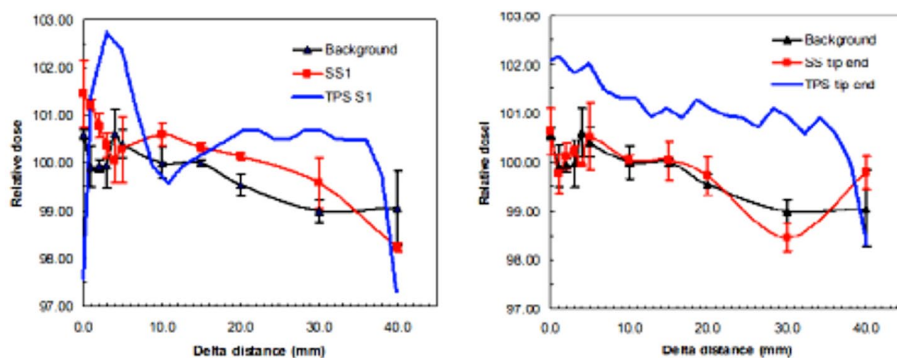 103.00
102.00
101.00
100.00
99.00
98.00
97.00
Relative dose
Background
SS1
TPS S1
0.0 10.0 20.0 30.0 40.0
Delta distance (mm)
103.00
102.00
101.00
100.00
99.00
98.00
97.00
Relative dosel
Background
SS tip end
TPS tip end
0.0 10.0 20.0 30.0 40.0
Delta distance (mm)